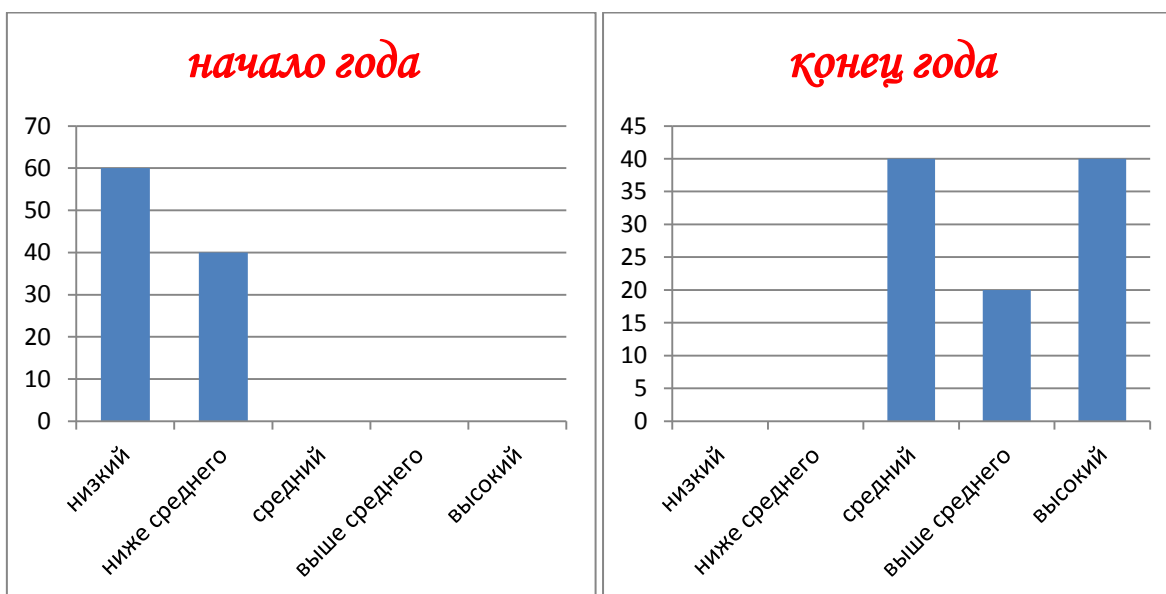 начало года
70
60
50
40
30
20
10
0
низкий
ниже среднего
средний
выше среднего
высокий
конец года
45
40
35
30
25
20
15
10
5
0
низкий
ниже среднего
средний
выше среднего
высокий